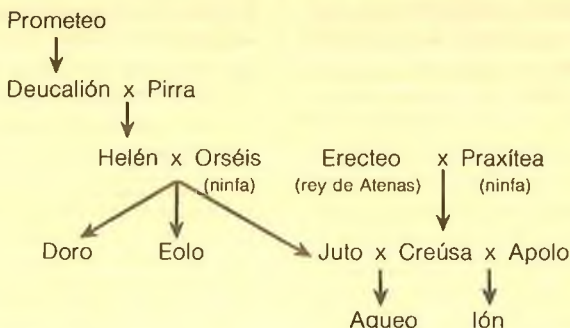 Prometeo
Deucalión x Pirra
Helén x Orséis Erecteo x Praxítea
(ninfa) (rey de Atenas) (ninfa)
Doro Eolo Juto x Creúsa x Apolo
Aqueo Ión